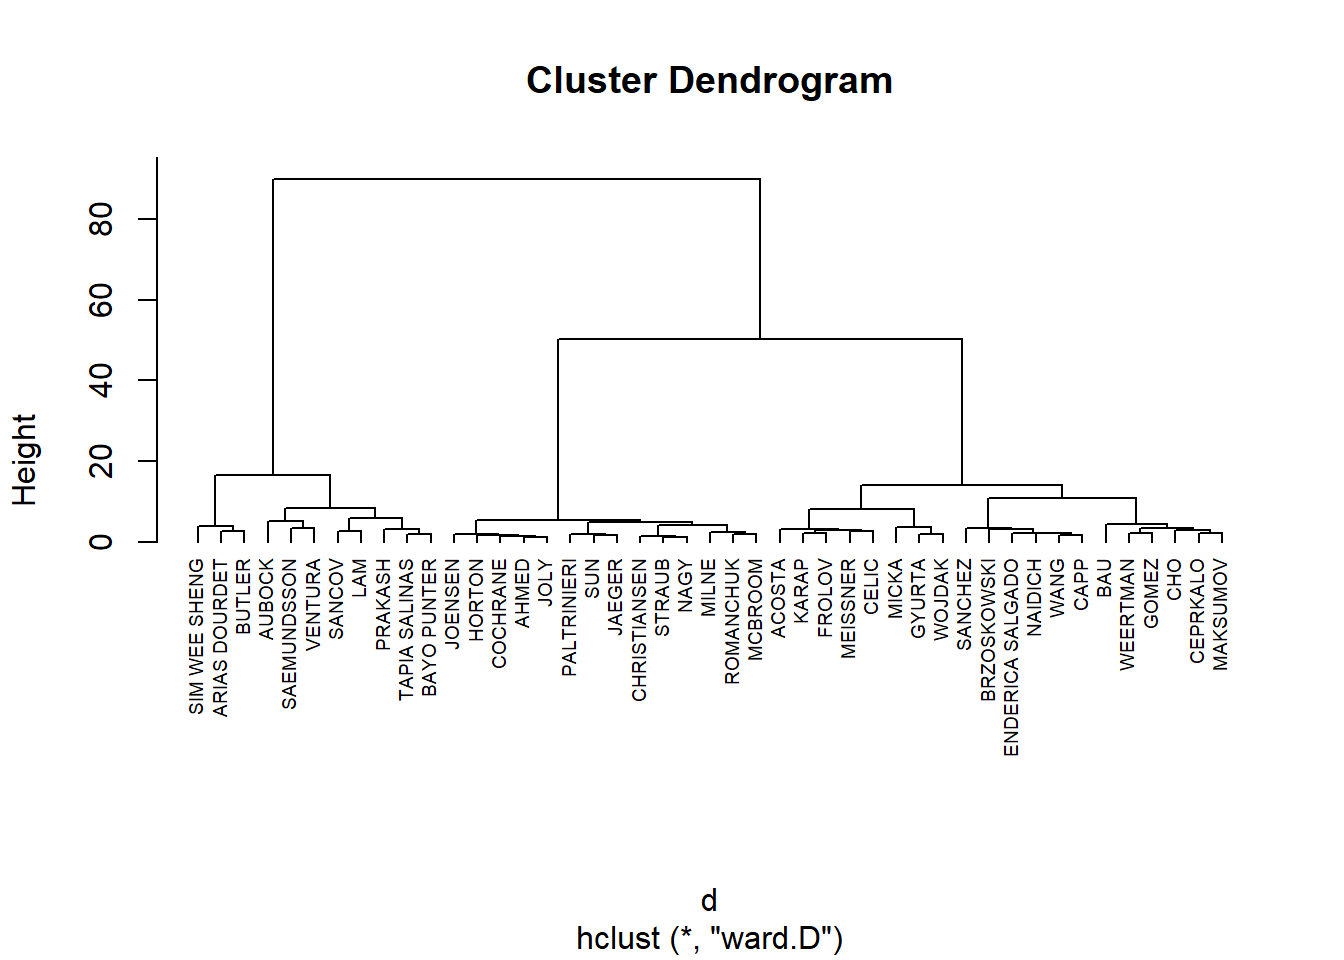 Cluster Dendrogram
Height
0
20
40
60
80
SIM WEE SHENG
ARIAS DOURDET
BUTLER
AUBOCK
SAEMUNDSSON
VENTURA
SANCOV
LAM
PRAKASH
TAPIA SALINAS
BAYO PUNTER
JOENSEN
HORTON
COCHRANE
AHMED
JOLY
PALTRINIERI
SUN
JAEGER
CHRISTIANSEN
STRAUB
NAGY
MILNE
ROMANCHUK
MCBROOM
ACOSTA
KARAP
FROLOV
MEISSNER
CELIC
MICKA
GYURTA
WOJDAK
SANCHEZ
BRZOSKOWSKI
ENDERICA SALGADO
NAIDICH
WANG
CAPP
BAU
WEERTMAN
GOMEZ
CHO
CEPRKALO
MAKSUMOV
d
hclust (*, "ward.D")